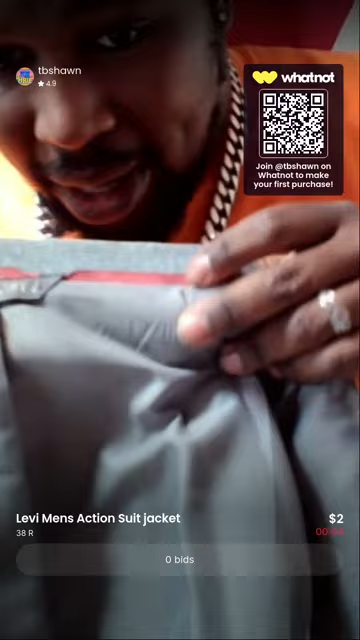 tbshawn
4.9
whatnot
Join @tbshawn on
Whatnot to make
your first purchase!
Levi Mens Action Suit jacket
$2
38 R
0 bids